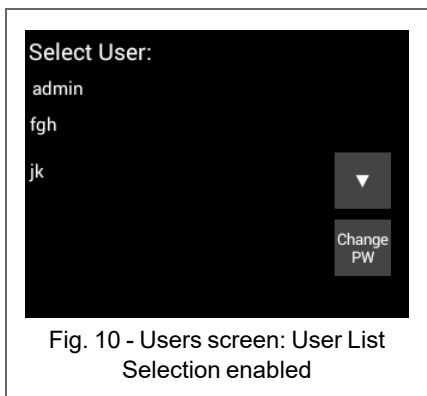 Select User:
admin
fgh
jk
▼
Change
PW
Fig. 10 - Users screen: User List
Selection enabled